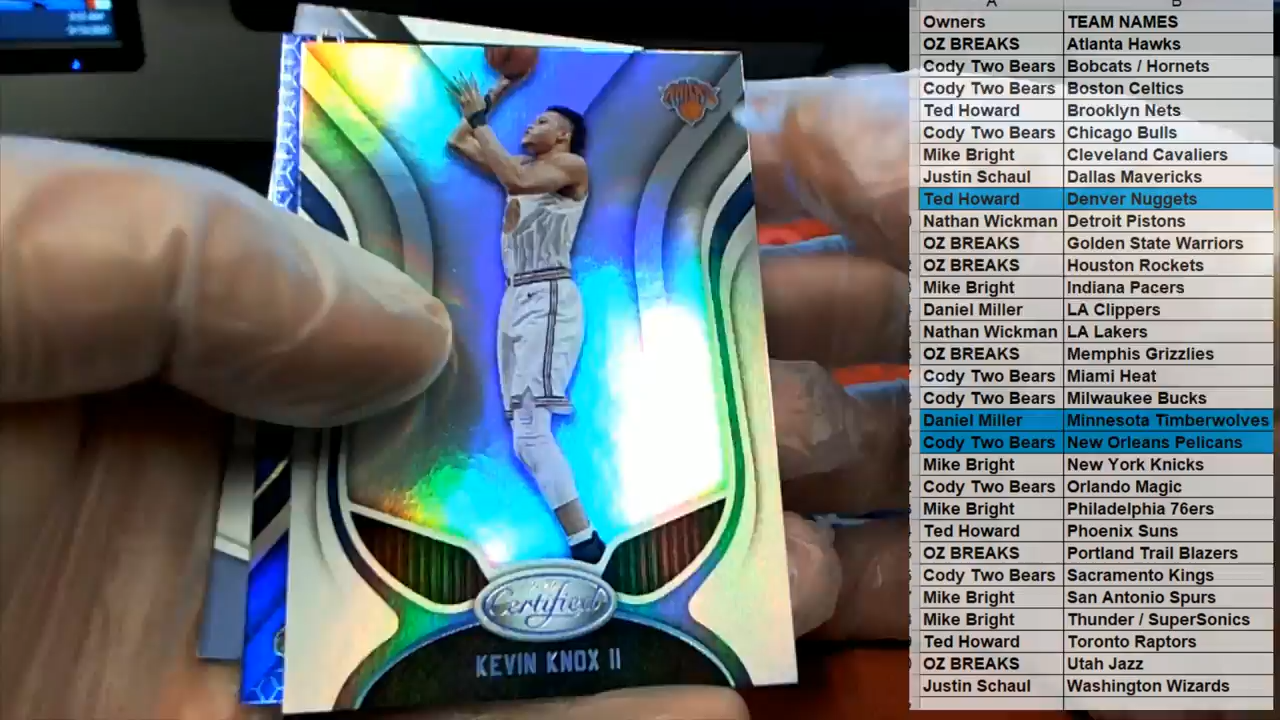 A B
Owners TEAM NAMES
OZ BREAKS Atlanta Hawks
Cody Two Bears Bobcats / Hornets
Cody Two Bears Boston Celtics
Ted Howard Brooklyn Nets
Cody Two Bears Chicago Bulls
Mike Bright Cleveland Cavaliers
Justin Schaul Dallas Mavericks
Ted Howard Denver Nuggets
Nathan Wickman Detroit Pistons
OZ BREAKS Golden State Warriors
OZ BREAKS Houston Rockets
Mike Bright Indiana Pacers
Daniel Miller LA Clippers
Nathan Wickman LA Lakers
OZ BREAKS Memphis Grizzlies
Cody Two Bears Miami Heat
Cody Two Bears Milwaukee Bucks
Daniel Miller Minnesota Timberwolves
Cody Two Bears New Orleans Pelicans
Mike Bright New York Knicks
Cody Two Bears Orlando Magic
Mike Bright Philadelphia 76ers
Ted Howard Phoenix Suns
OZ BREAKS Portland Trail Blazers
Cody Two Bears Sacramento Kings
Mike Bright San Antonio Spurs
Mike Bright Thunder / SuperSonics
Ted Howard Toronto Raptors
OZ BREAKS Utah Jazz
Justin Schaul Washington Wizards
KNICKS
Certified
KEVIN KNOX II